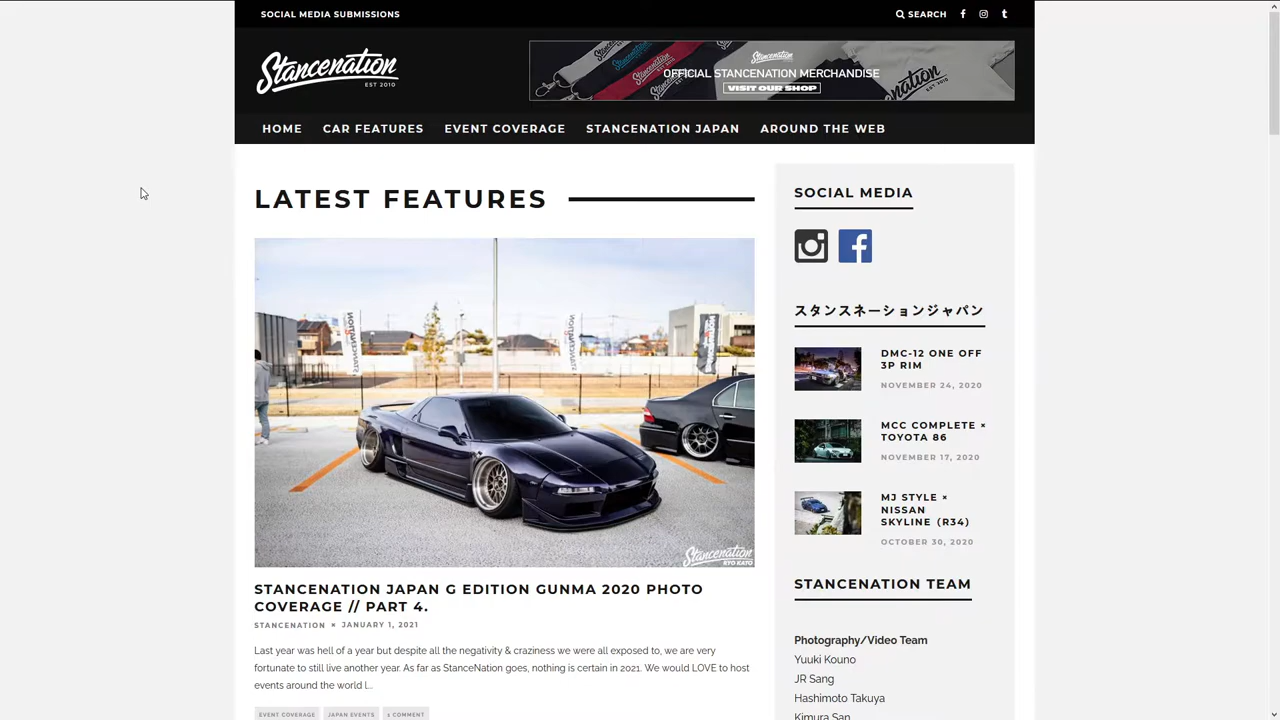 SOCIAL MEDIA SUBMISSIONS
SEARCH
Stancenation
EST 2010
Stancenation
OFFICIAL STANCENATION MERCHANDISE
VISIT OUR SHOP
HOME
CAR FEATURES
EVENT COVERAGE
STANCENATION JAPAN
AROUND THE WEB
LATEST FEATURES
Stancenation
RYO KATO
STANCENATION JAPAN G EDITION GUNMA 2020 PHOTO
COVERAGE // PART 4.
STANCENATION × JANUARY 1, 2021
Last year was hell of a year but despite all the negativity & craziness we were all exposed to, we are very
fortunate to still live another year. As far as StanceNation goes, nothing is certain in 2021. We would LOVE to host
events around the world l...
EVENT COVERAGE
JAPAN EVENTS
1 COMMENT
SOCIAL MEDIA
スタンスネーションジャパン
DMC-12 ONE OFF
3P RIM
NOVEMBER 24, 2020
MCC COMPLETE ×
TOYOTA 86
NOVEMBER 17, 2020
MJ STYLE ×
NISSAN
SKYLINE（R34）
OCTOBER 30, 2020
STANCENATION TEAM
Photography/Video Team
Yuuki Kouno
JR Sang
Hashimoto Takuya
Kimura San